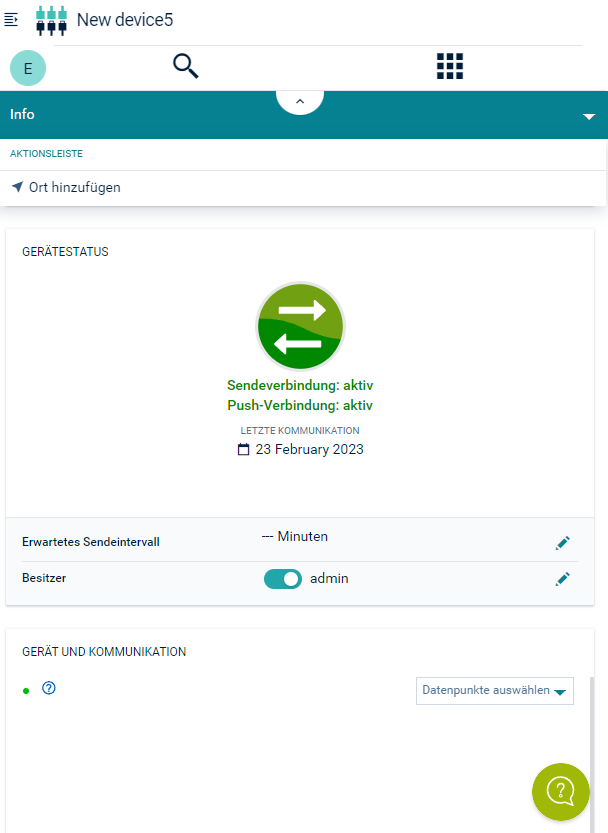 New device5
E
Info
AKTIONSLEISTE
Ort hinzufügen
GERÄTESTATUS
Sendeverbindung: aktiv
Push-Verbindung: aktiv
LETZTE KOMMUNIKATION
23 February 2023
Erwartetes Sendeintervall --- Minuten
Besitzer admin
GERÄT UND KOMMUNIKATION
Datenpunkte auswählen